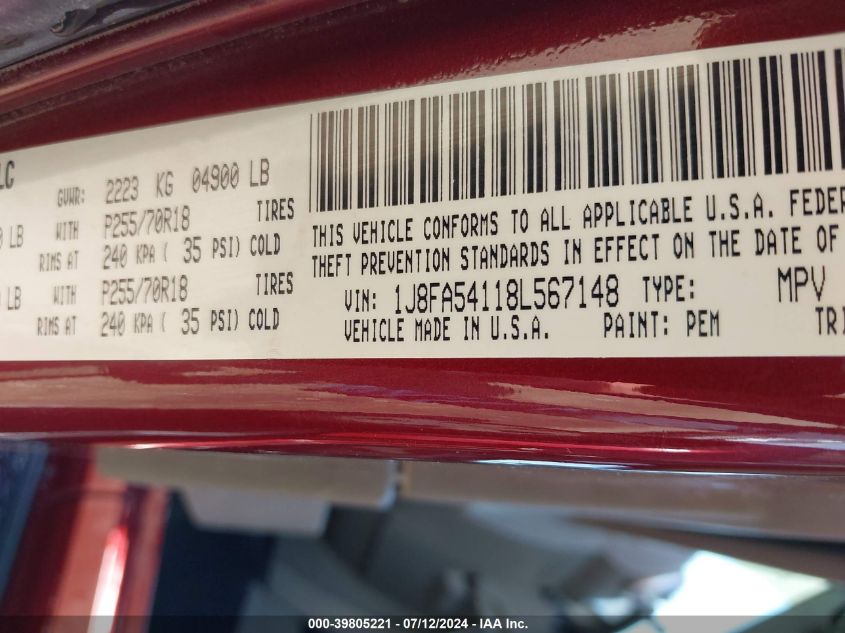 LC
GVWR: 2223 KG 04900 LB
LB WITH P255/70R18 TIRES
RIMS AT 240 KPA ( 35 PSI) COLD
LB WITH P255/70R18 TIRES
RIMS AT 240 KPA ( 35 PSI) COLD
THIS VEHICLE CONFORMS TO ALL APPLICABLE U.S.A. FEDER
THEFT PREVENTION STANDARDS IN EFFECT ON THE DATE OF
VIN: 1J8FA54118L567148 TYPE: MPV
VEHICLE MADE IN U.S.A. PAINT: PEM TRI
000-39805221 - 07/12/2024 - IAA Inc.